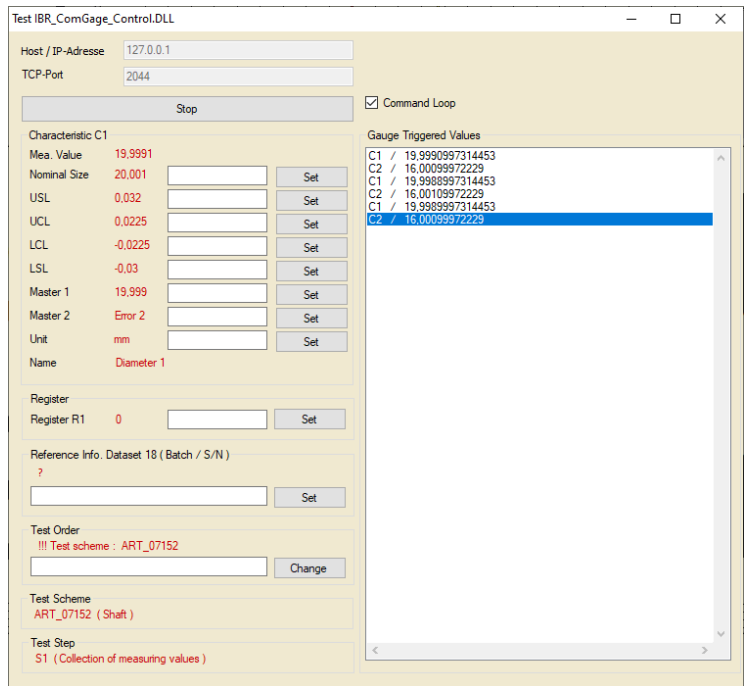 Test IBR_ComGage_Control.DLL
Host / IP-Adresse 127.0.0.1
TCP-Port 2044
Stop
Command Loop
Characteristic C1
Mea. Value 19,9991
Nominal Size 20,001 Set
USL 0,032 Set
UCL 0,0225 Set
LCL -0,0225 Set
LSL -0,03 Set
Master 1 19,999 Set
Master 2 Error 2 Set
Unit mm Set
Name Diameter 1
Register
Register R1 0 Set
Reference Info. Dataset 18 ( Batch / S/N )
?
Set
Test Order
!!! Test scheme : ART_07152
Change
Test Scheme
ART_07152 ( Shaft )
Test Step
S1 ( Collection of measuring values )
Gauge Triggered Values
C1 / 19,9990997314453
C2 / 16,00099972229
C1 / 19,9988997314453
C2 / 16,00109972229
C1 / 19,9989997314453
C2 / 16,00099972229